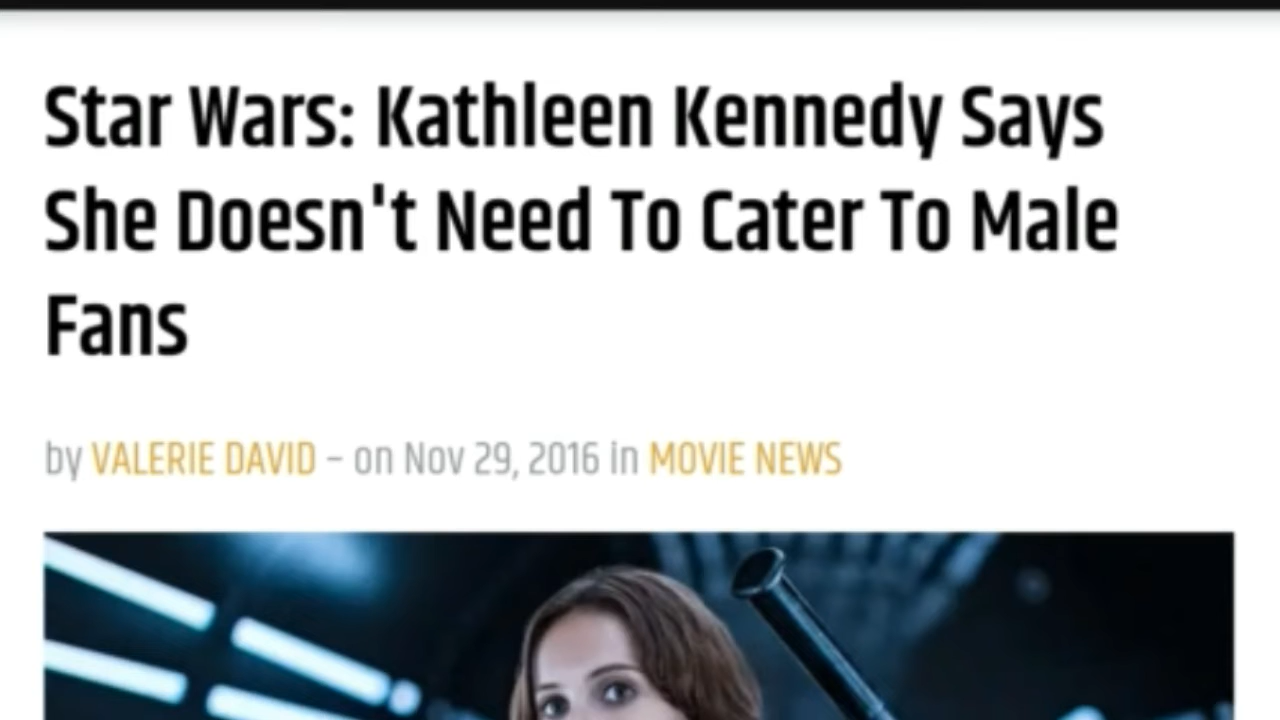 Star Wars: Kathleen Kennedy Says
She Doesn't Need To Cater To Male
Fans
by VALERIE DAVID – on Nov 29, 2016 in MOVIE NEWS